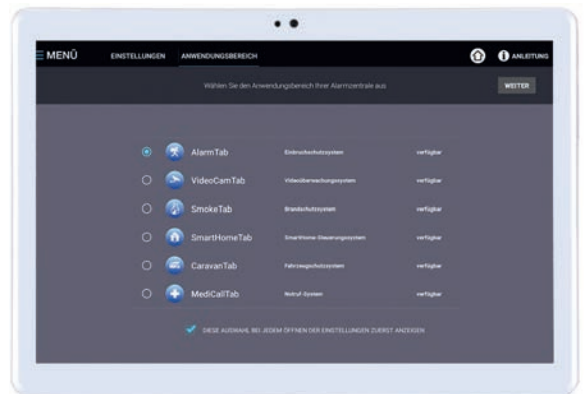 MENÜ EINSTELLUNGEN ANWENDUNGSBEREICH ANLEITUNG
Wählen Sie den Anwendungsbereich Ihrer Alarmzentrale aus WEITER
AlarmTab Einbruchschutzsystem verfügbar
VideoCamTab Videoüberwachungssystem verfügbar
SmokeTab Brandschutzsystem verfügbar
SmartHomeTab SmartHome-Steuerungssystem verfügbar
CaravanTab Fahrzeugschutzsystem verfügbar
MediCallTab Notruf-System verfügbar
DIESE AUSWAHL BEI JEDEM ÖFFNEN DER EINSTELLUNGEN ZUERST ANZEIGEN